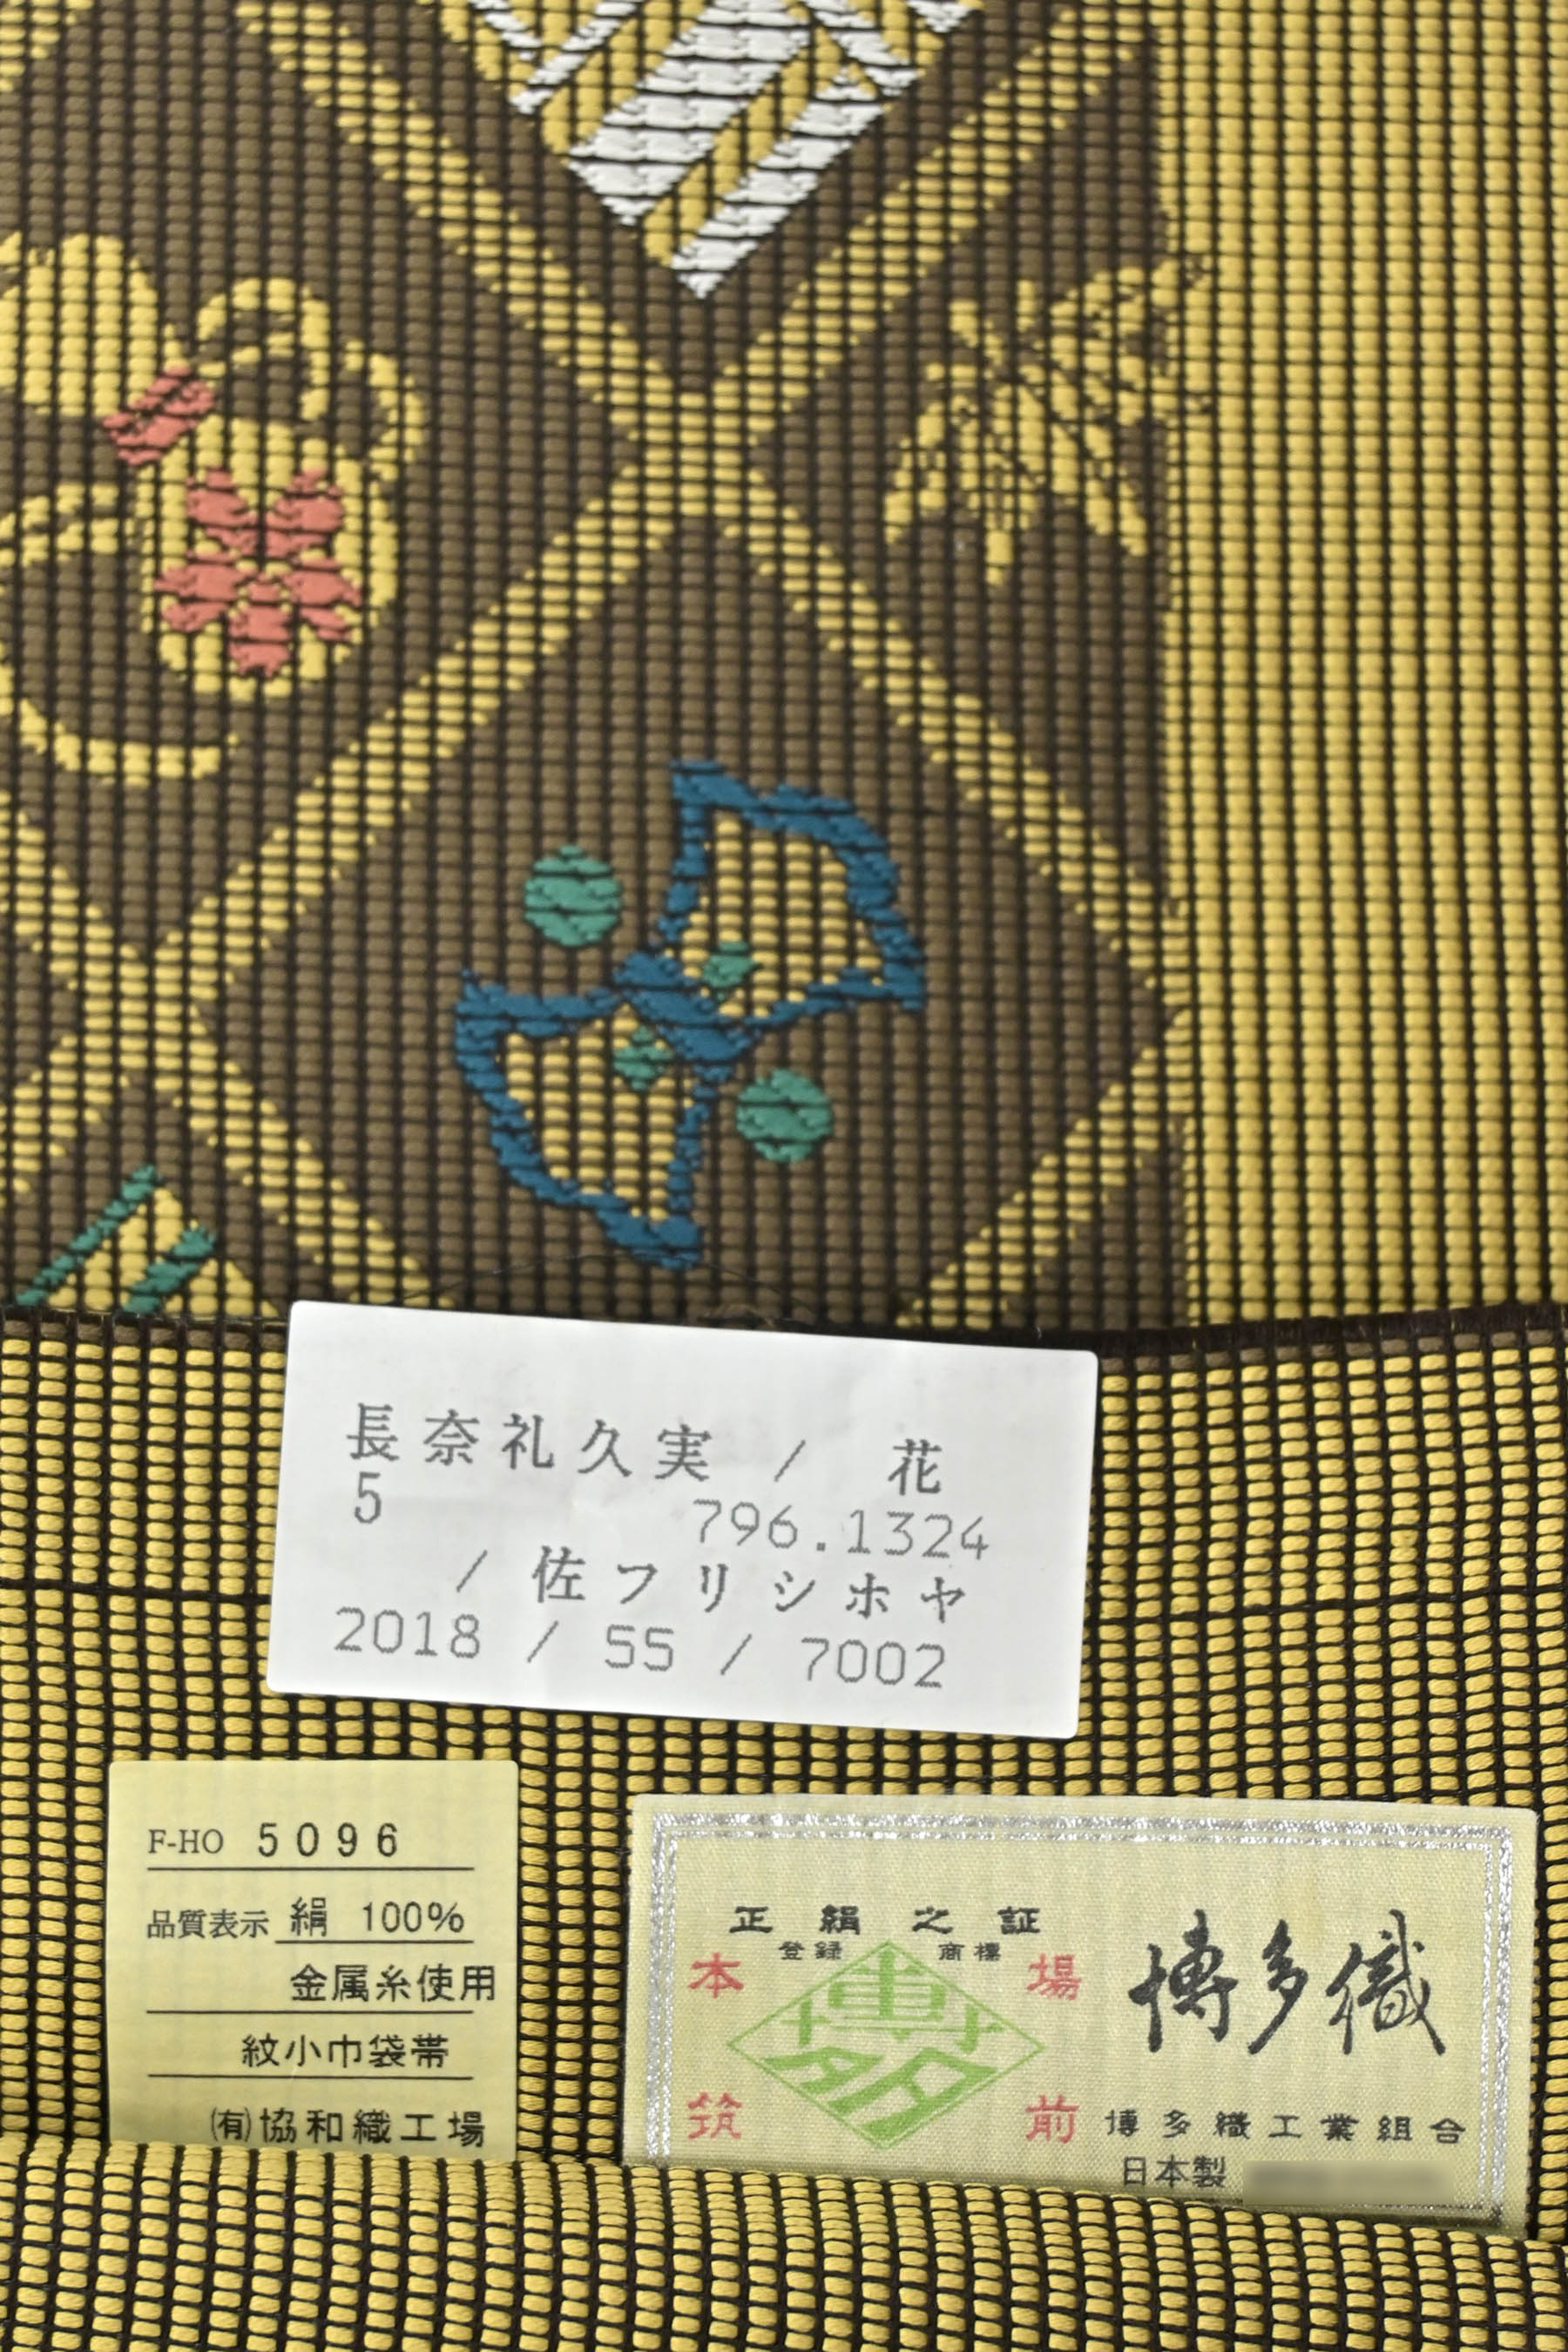 長奈礼久実 / 花
5 796.1324
/ 佐フリシホヤ
2018 / SS / 7002
F-HO 5096
品質表示 絹 100%
金属糸使用
紋小巾袋帯
㈲協和織工場
正絹之証
登録 商標
本場
博多
筑前
博多織
博多織工業組合
日本製